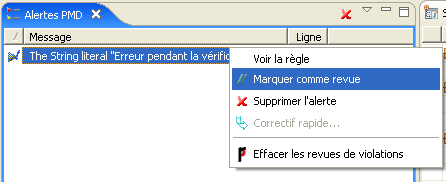 Alertes PMD
Message Ligne
The String literal "Erreur pendant la vérific
Voir la règle
Marquer comme revue
Supprimer l'alerte
Correctif rapide...
Effacer les revues de violations